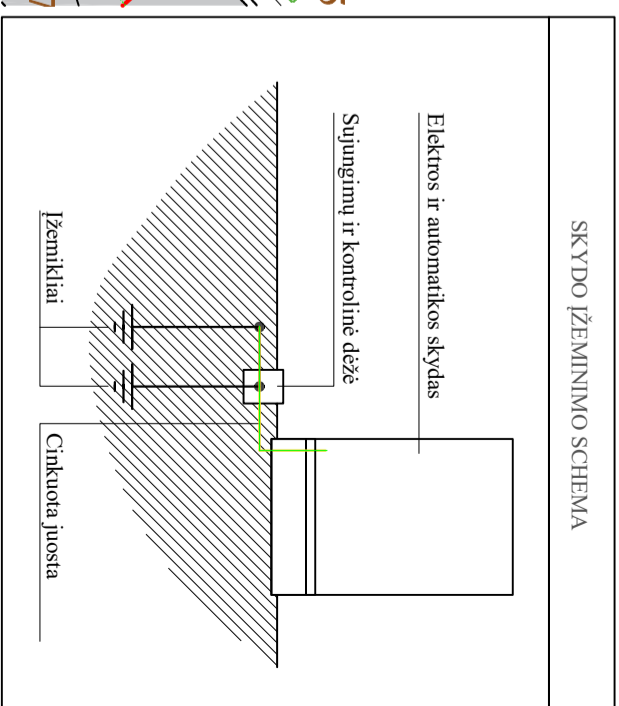 SKYDO ĮŽEMINIMO SCHEMA
Elektros ir automatikos skydas
Sujungimų ir kontrolinė dėžė
Įžemikliai
Cinkuota juosta